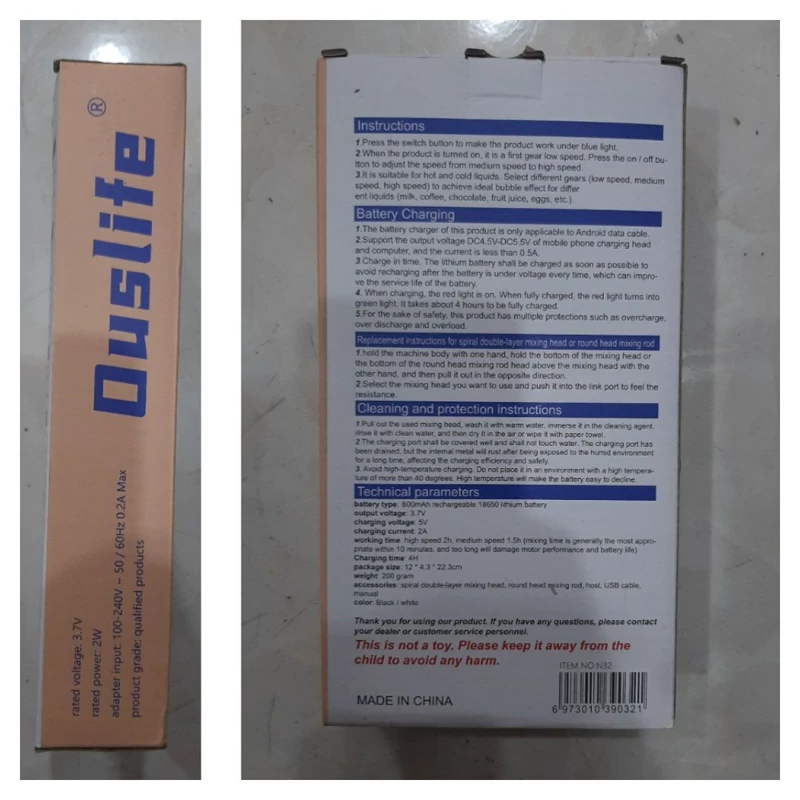 Ouslife ®
rated voltage: 3.7V
rated power: 2W
adapter input: 100-240V ~ 50 / 60Hz 0.2A Max
product grade: qualified products
Instructions
1.Press the switch button to make the product work under blue light.
2.When the product is turned on, it is a first gear low speed. Press the on / off bu-
tton to adjust the speed from medium speed to high speed.
3.It is suitable for hot and cold liquids. Select different gears (low speed, medium
speed, high speed) to achieve ideal bubble effect for differ
ent liquids (milk, coffee, chocolate, fruit juice, eggs, etc.).
Battery Charging
1.The battery charger of this product is only applicable to Android data cable.
2.Support the output voltage DC4.5V-DC5.5V of mobile phone charging head
and computer, and the current is less than 0.5A.
3.Charge in time. The lithium battery shall be charged as soon as possible to
avoid recharging after the battery is under voltage every time, which can impro-
ve the service life of the battery.
4. When charging, the red light is on. When fully charged, the red light turns into
green light. It takes about 4 hours to be fully charged.
5.For the sake of safety, this product has multiple protections such as overcharge,
over discharge and overload.
Replacement instructions for spiral double-layer mixing head or round head mixing rod
1.hold the machine body with one hand, hold the bottom of the mixing head or
the bottom of the round head mixing rod head above the mixing head with the
other hand, and then pull it out in the opposite direction.
2.Select the mixing head you want to use and push it into the link port to feel the
resistance.
Cleaning and protection instructions
1.Pull out the used mixing head, wash it with warm water, immerse it in the cleaning agent,
rinse it with clean water, and then dry it in the air or wipe it with paper towel.
2.The charging port shall be covered well and shall not touch water. The charging port has
been drained, but the internal metal will rust after being exposed to the humid environment
for a long time, affecting the charging efficiency and safety.
3. Avoid high-temperature charging. Do not place it in an environment with a high tempera-
ture of more than 40 degrees. High temperature will make the battery easy to decline.
Technical parameters
battery type: 800mAh rechargeable 18650 lithium battery
output voltage: 3.7V
charging voltage: 5V
charging current: 2A
working time: high speed 2h, medium speed 1.5h (mixing time is generally the most appro-
priate within 10 minutes, and too long will damage motor performance and battery life)
Charging time: 4H
package size: 12 * 4.3 * 22.3cm
weight: 200 gram
accessories: spiral double-layer mixing head, round head mixing rod, host, USB cable,
manual
color: Black / white
Thank you for using our product. If you have any questions, please contact
your dealer or customer service personnel.
This is not a toy. Please keep it away from the
child to avoid any harm.
ITEM NO.N32
MADE IN CHINA
6 973010 390321